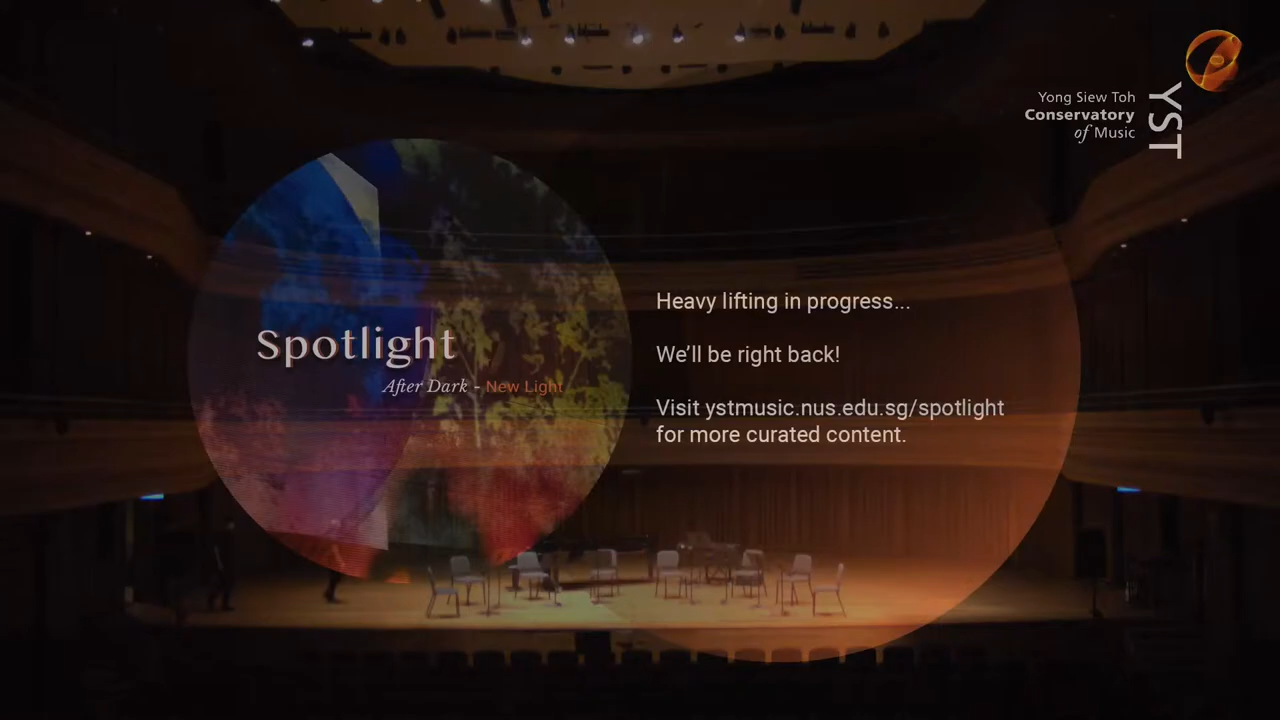 Yong Siew Toh
Conservatory
of Music
YST
Spotlight
After Dark - New Light
Heavy lifting in progress...
We'll be right back!
Visit ystmusic.nus.edu.sg/spotlight
for more curated content.